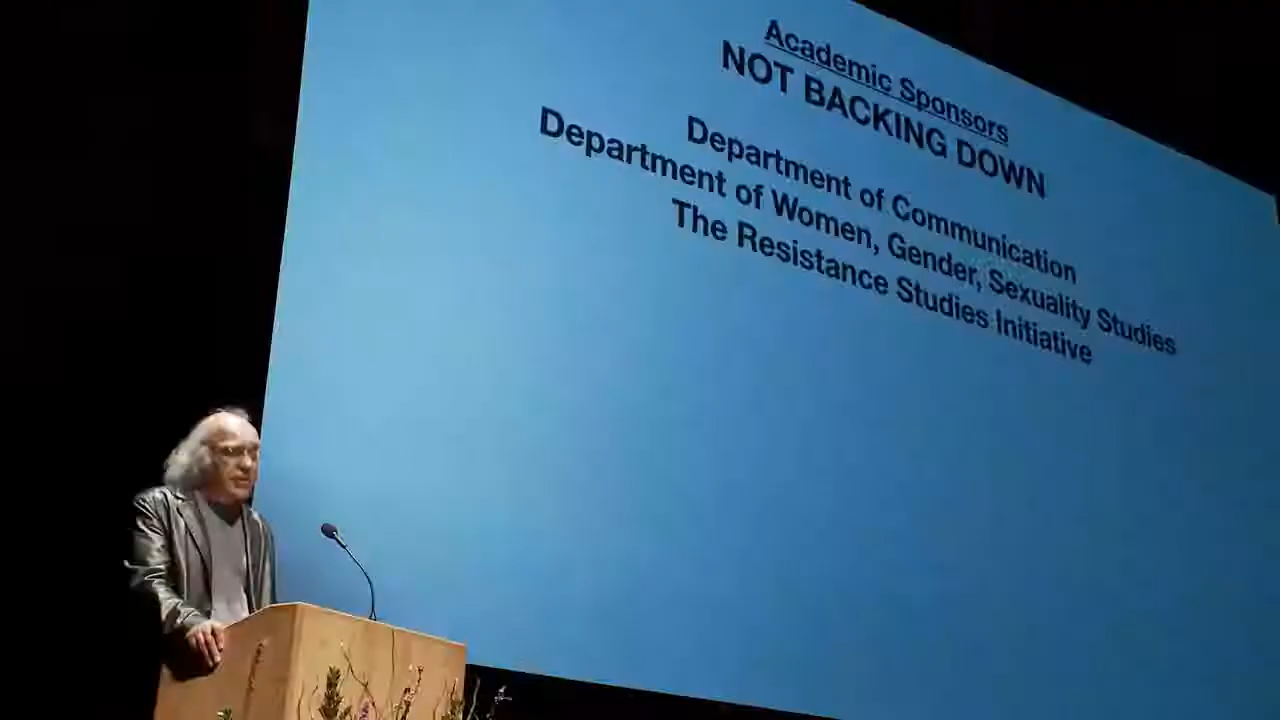 Academic Sponsors
NOT BACKING DOWN
Department of Communication
Department of Women, Gender, Sexuality Studies
The Resistance Studies Initiative